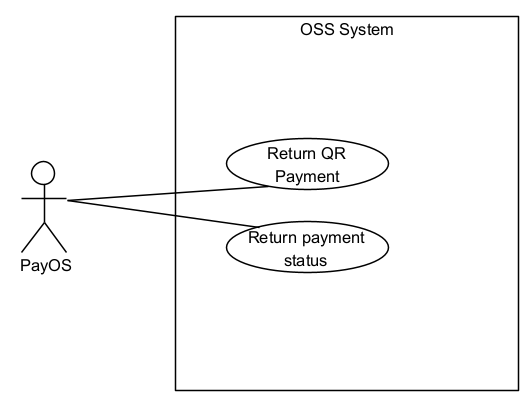 OSS System
Return QR
Payment
Return payment
status
PayOS